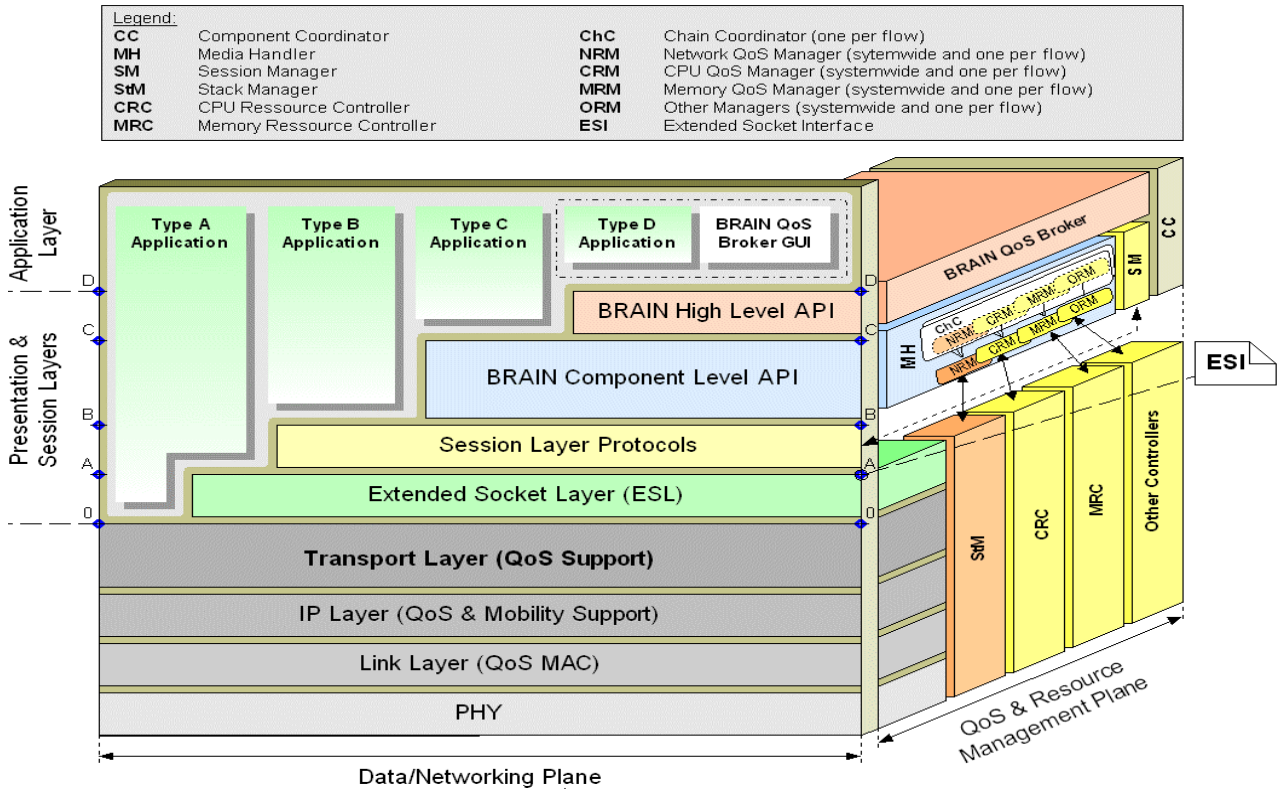 Legend:
CC Component Coordinator
MH Media Handler
SM Session Manager
StM Stack Manager
CRC CPU Ressource Controller
MRC Memory Ressource Controller
ChC Chain Coordinator (one per flow)
NRM Network QoS Manager (sytemwide and one per flow)
CRM CPU QoS Manager (systemwide and one per flow)
MRM Memory QoS Manager (systemwide and one per flow)
ORM Other Managers (systemwide and one per flow)
ESI Extended Socket Interface
Application
Layer
Presentation &
Session Layers
D
C
B
A
0
Type A
Application
Type B
Application
Type C
Application
Type D
Application
BRAIN QoS
Broker GUI
BRAIN High Level API
BRAIN Component Level API
Session Layer Protocols
Extended Socket Layer (ESL)
Transport Layer (QoS Support)
IP Layer (QoS & Mobility Support)
Link Layer (QoS MAC)
PHY
Data/Networking Plane
D
C
B
A
0
BRAIN QoS Broker
CC
SM
MH
ChC
NRM
CRM
MRM
ORM
NRM
CRM
MRM
ORM
ESI
StM
CRC
MRC
Other Controllers
QoS & Resource
Management Plane